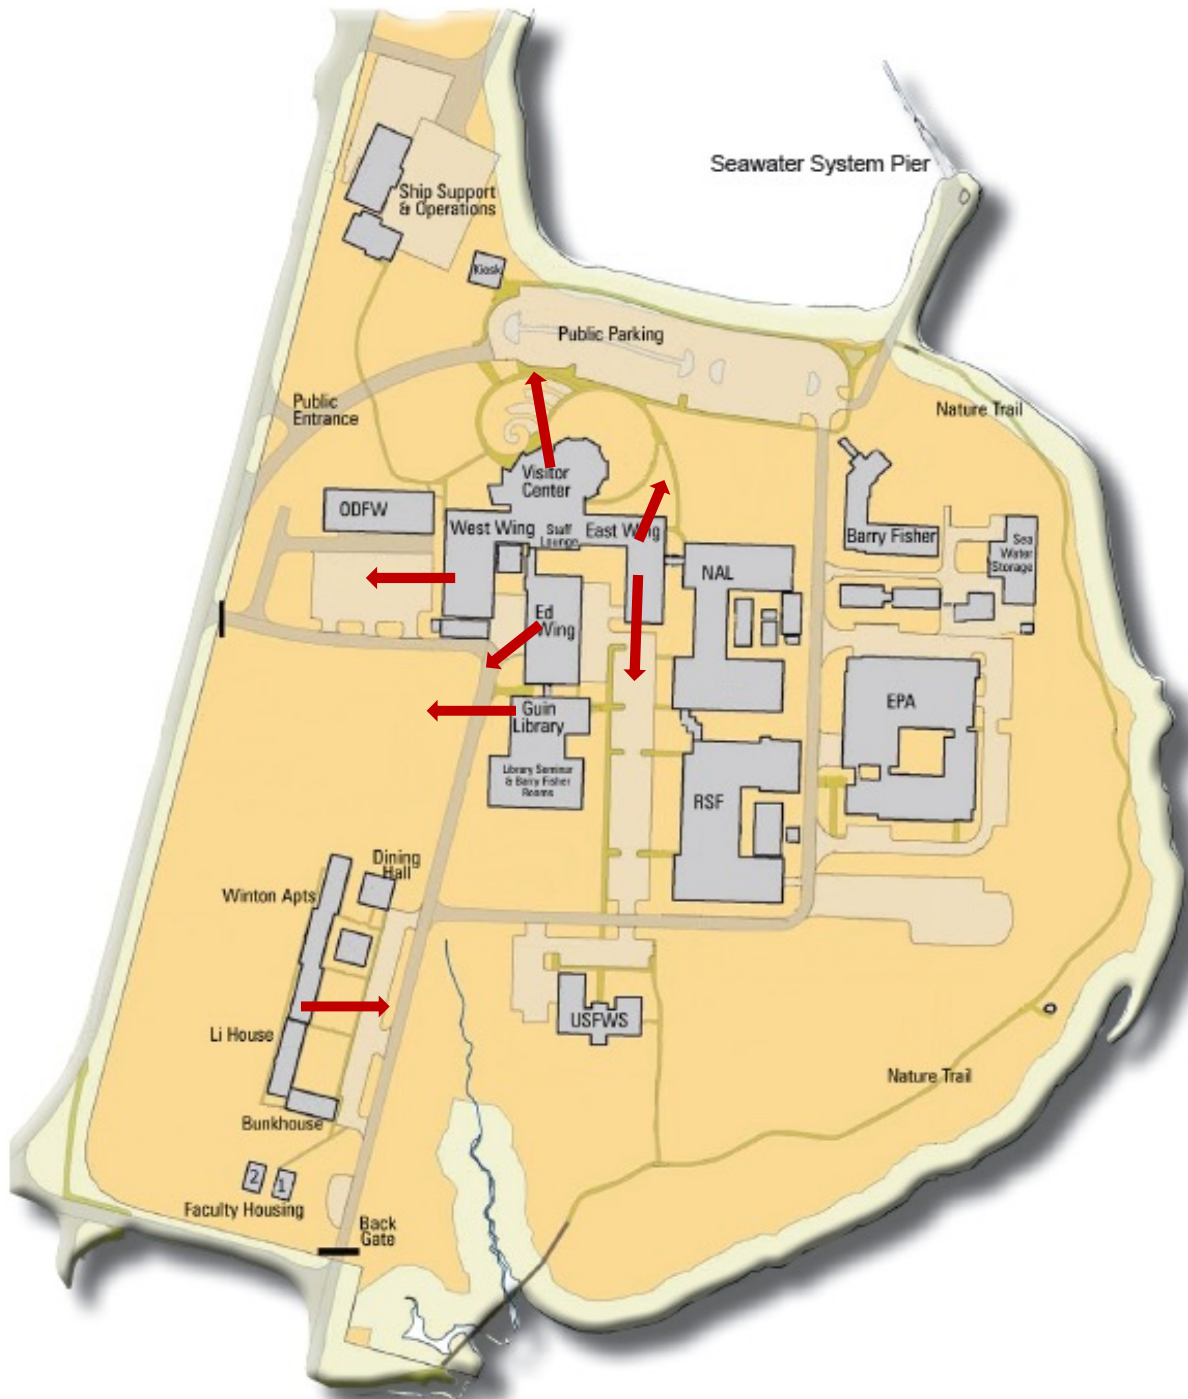 Seawater System Pier
Ship Support
& Operations
Kiosk
Public Parking
Public
Entrance
Nature Trail
Visitor
Center
ODFW
West Wing
Staff
Lounge
East Wing
Barry Fisher
Sea
Water
Storage
NAL
Ed
Wing
EPA
Guin
Library
Library Seminar
& Barry Fisher
Rooms
RSF
Dining
Hall
Winton Apts
USFWS
Li House
Nature Trail
Bunkhouse
2
1
Faculty Housing
Back
Gate